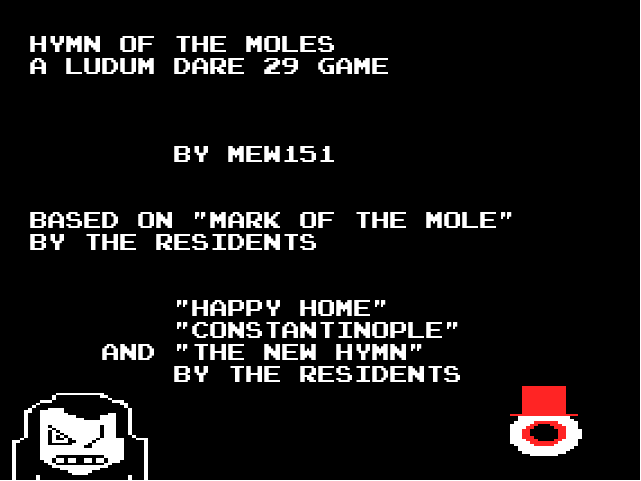 HYMN OF THE MOLES
A LUDUM DARE 29 GAME
BY MEW151
BASED ON "MARK OF THE MOLE"
BY THE RESIDENTS
"HAPPY HOME"
"CONSTANTINOPLE"
AND "THE NEW HYMN"
BY THE RESIDENTS